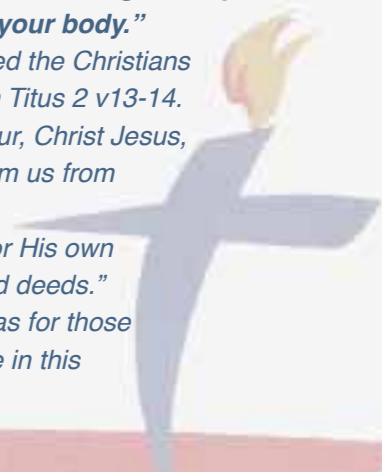 your body.”
ed the Christians
Titus 2 v13-14.
ur, Christ Jesus,
m us from
or His own
d deeds.”
as for those
e in this